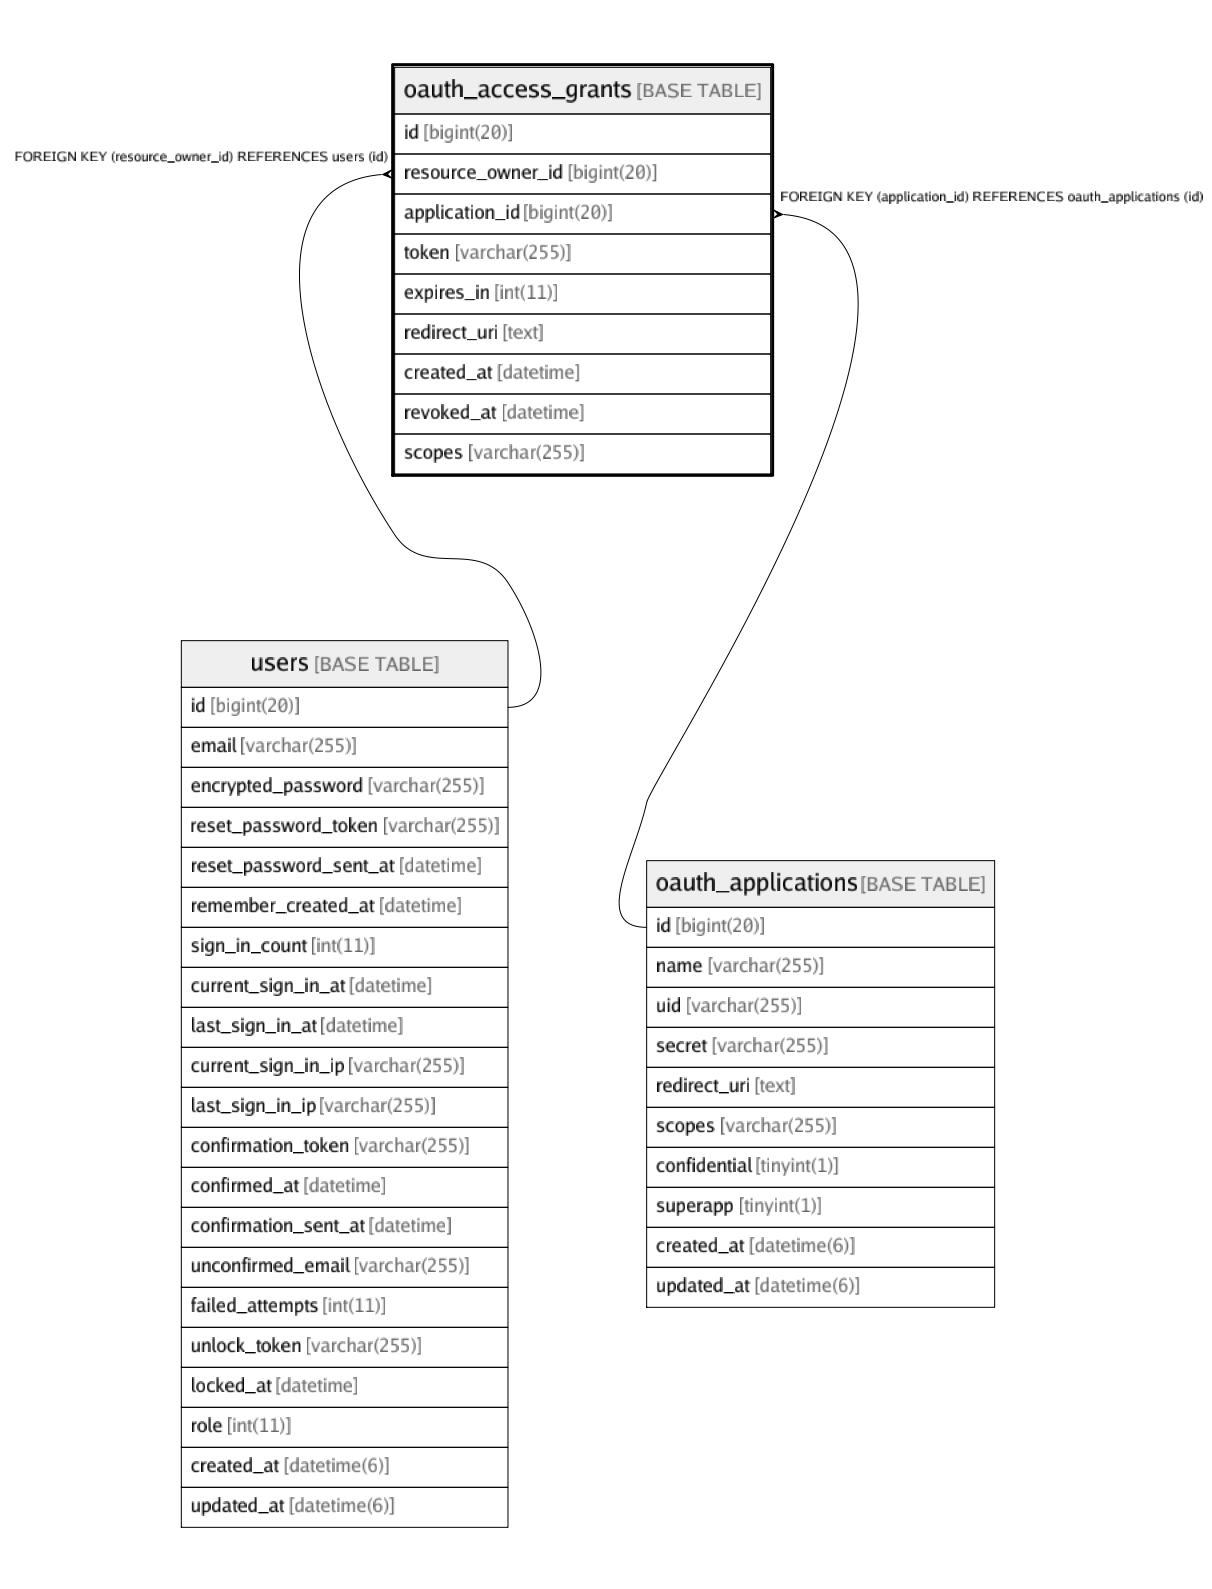 oauth_access_grants [BASE TABLE]
id [bigint(20)]
FOREIGN KEY (resource_owner_id) REFERENCES users (id)
resource_owner_id [bigint(20)]
FOREIGN KEY (application_id) REFERENCES oauth_applications (id)
application_id [bigint(20)]
token [varchar(255)]
expires_in [int(11)]
redirect_uri [text]
created_at [datetime]
revoked_at [datetime]
scopes [varchar(255)]
users [BASE TABLE]
id [bigint(20)]
email [varchar(255)]
encrypted_password [varchar(255)]
reset_password_token [varchar(255)]
reset_password_sent_at [datetime]
remember_created_at [datetime]
sign_in_count [int(11)]
current_sign_in_at [datetime]
last_sign_in_at [datetime]
current_sign_in_ip [varchar(255)]
last_sign_in_ip [varchar(255)]
confirmation_token [varchar(255)]
confirmed_at [datetime]
confirmation_sent_at [datetime]
unconfirmed_email [varchar(255)]
failed_attempts [int(11)]
unlock_token [varchar(255)]
locked_at [datetime]
role [int(11)]
created_at [datetime(6)]
updated_at [datetime(6)]
oauth_applications [BASE TABLE]
id [bigint(20)]
name [varchar(255)]
uid [varchar(255)]
secret [varchar(255)]
redirect_uri [text]
scopes [varchar(255)]
confidential [tinyint(1)]
superapp [tinyint(1)]
created_at [datetime(6)]
updated_at [datetime(6)]